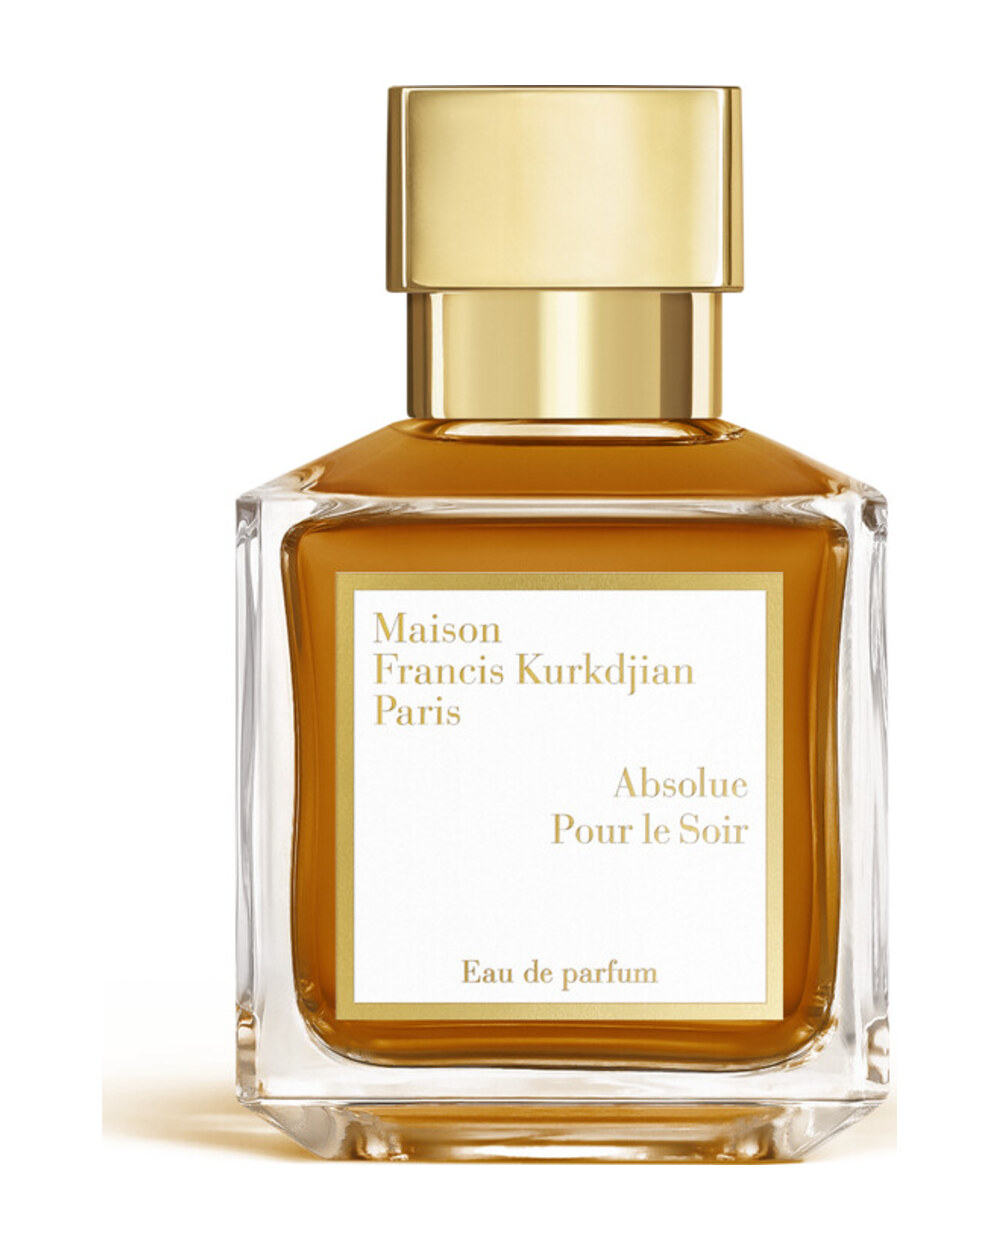 Maison
Francis Kurkdjian
Paris
Absolue
Pour le Soir
Eau de parfum